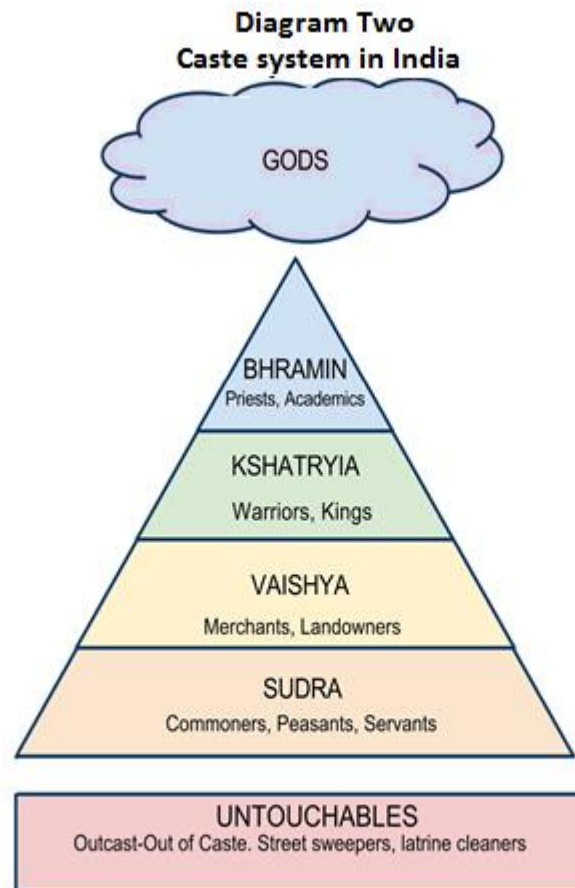 Diagram Two
Caste system in India
GODS
BHRAMIN
Priests, Academics
KSHATRYIA
Warriors, Kings
VAISHYA
Merchants, Landowners
SUDRA
Commoners, Peasants, Servants
UNTOUCHABLES
Outcast-Out of Caste. Street sweepers, latrine cleaners